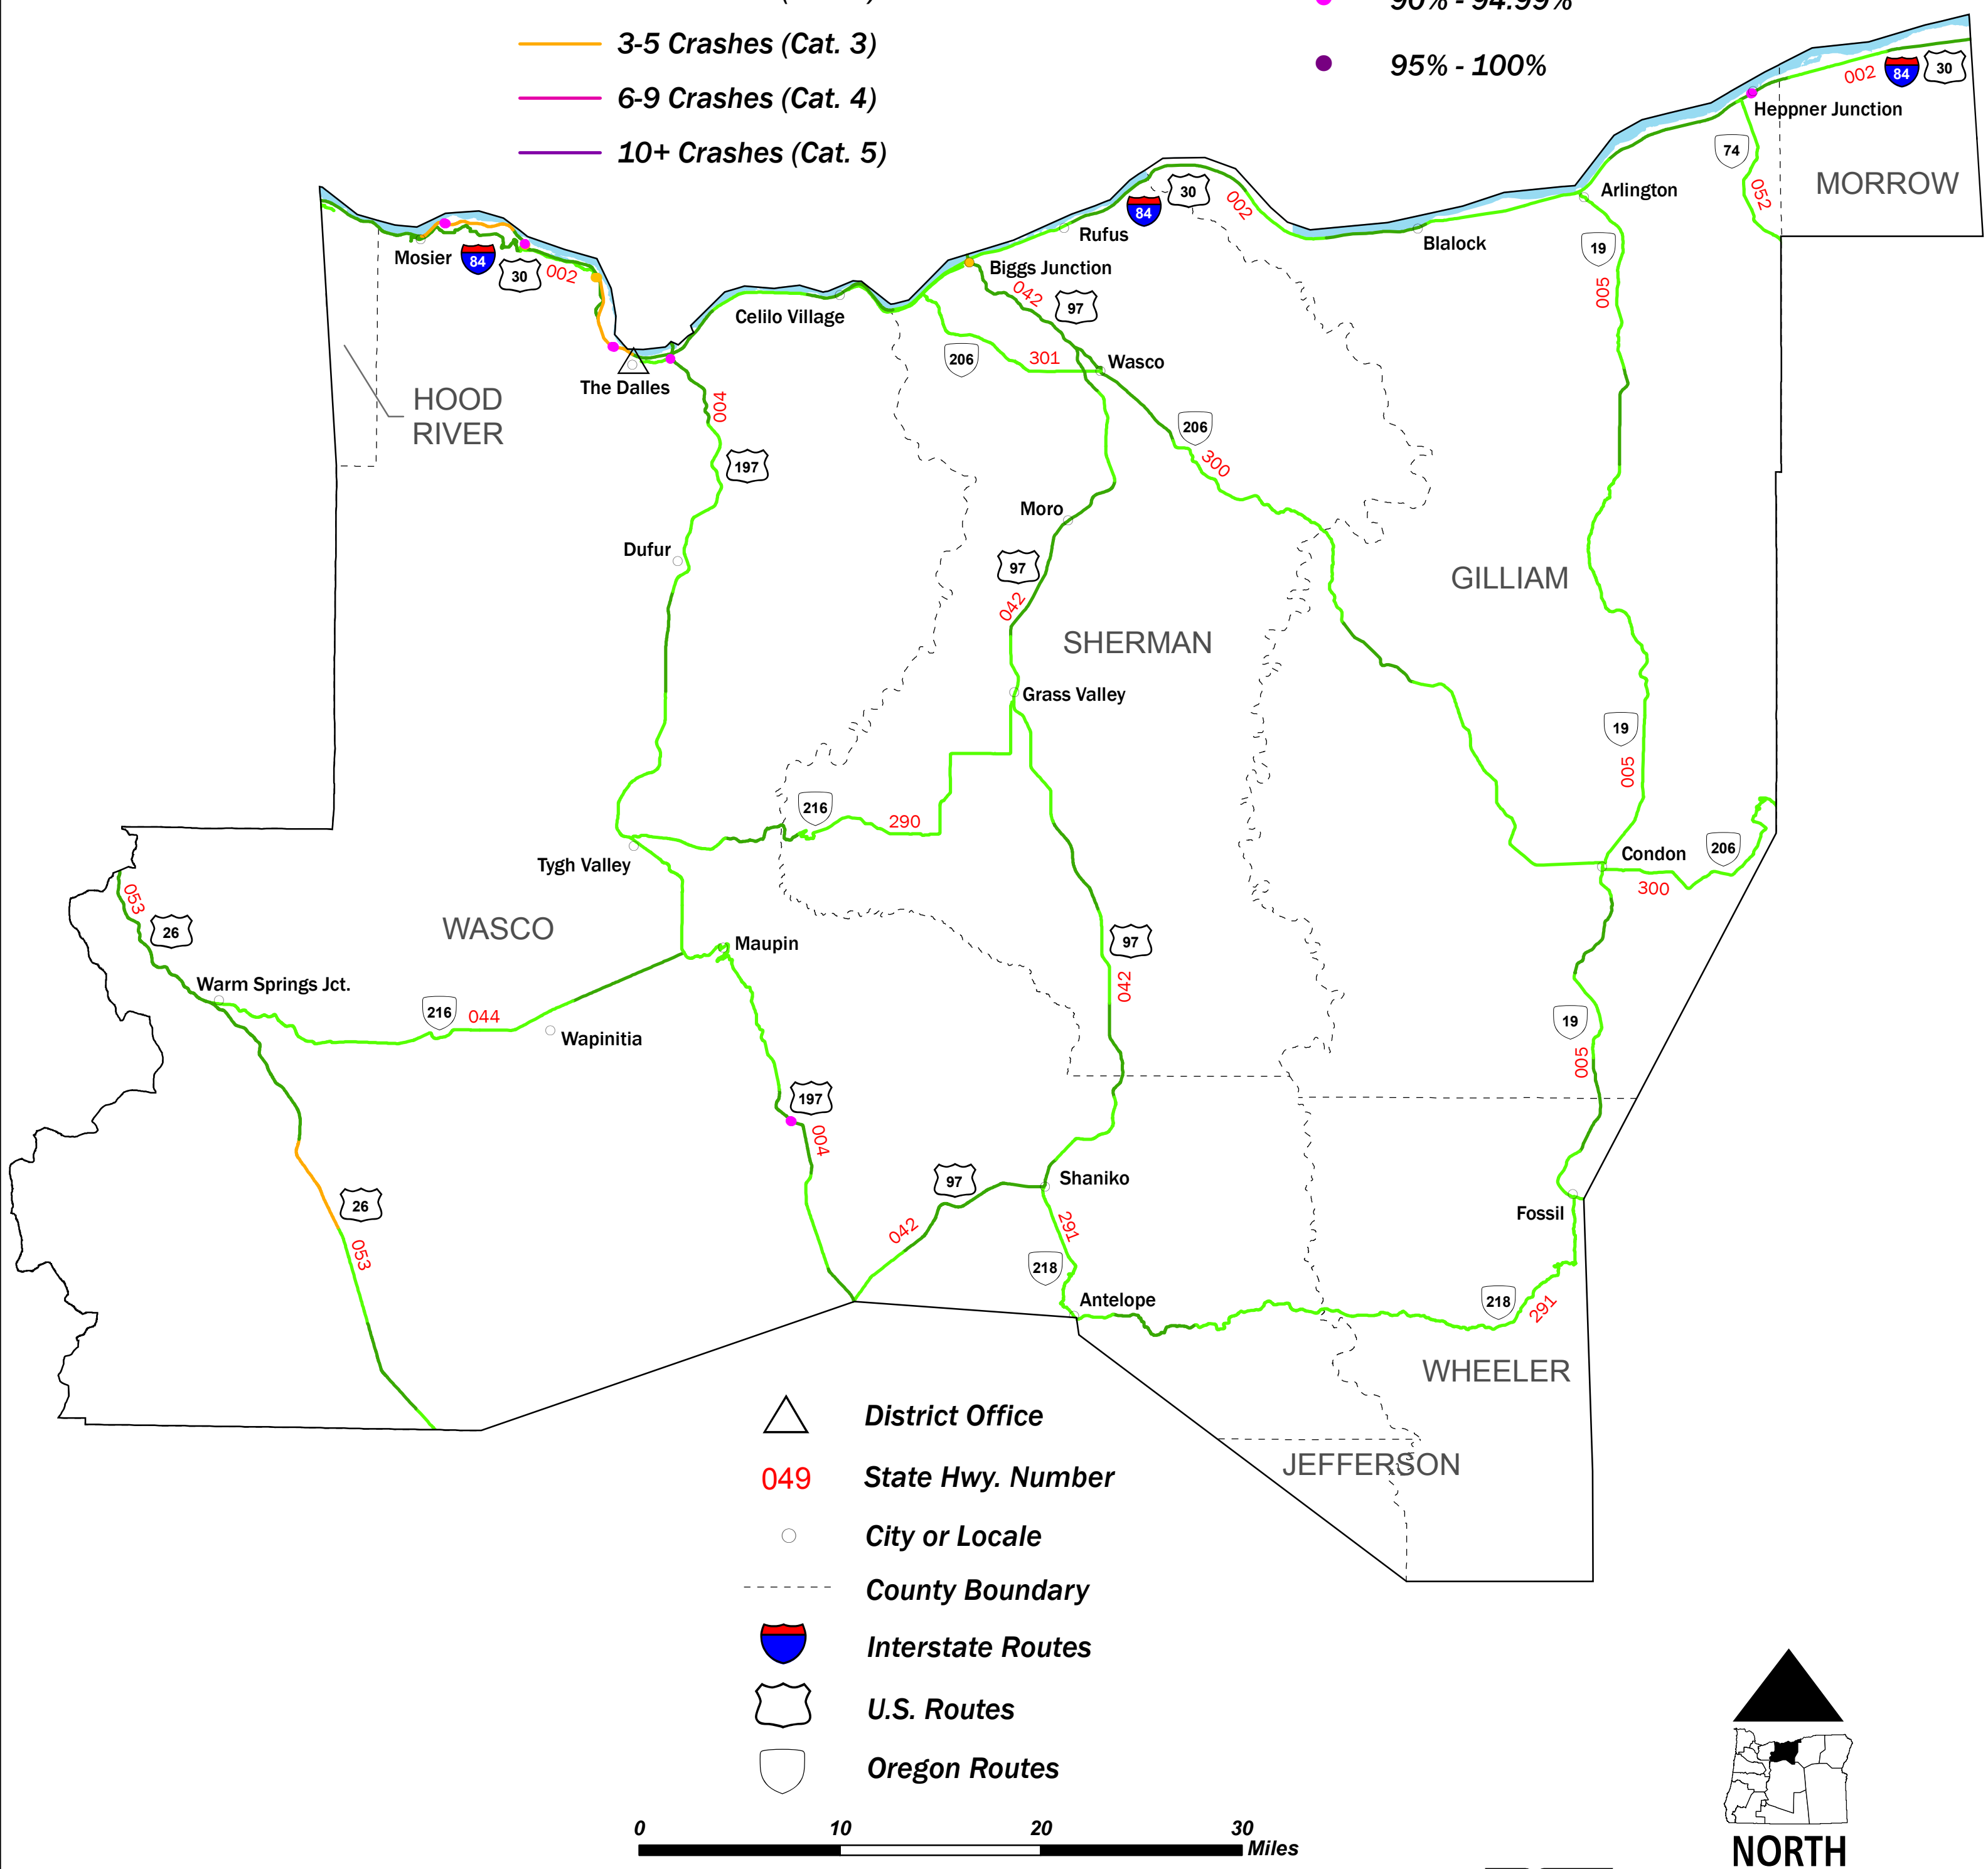 90% - 94.99%
3-5 Crashes (Cat. 3)
95% - 100%
6-9 Crashes (Cat. 4)
10+ Crashes (Cat. 5)
002
84
30
Heppner Junction
74
052
MORROW
Arlington
30
84
002
Rufus
Blalock
19
005
Mosier
84
30
002
Biggs Junction
042
97
Celilo Village
206
301
Wasco
The Dalles
HOOD
RIVER
004
197
206
300
Moro
Dufur
97
042
GILLIAM
SHERMAN
Grass Valley
19
005
216
290
Tygh Valley
Condon
206
300
053
26
WASCO
Maupin
97
042
Warm Springs Jct.
216
044
Wapinitia
19
005
197
004
26
053
97
042
Shaniko
291
218
Fossil
Antelope
218
291
WHEELER
JEFFERSON
District Office
049
State Hwy. Number
City or Locale
County Boundary
Interstate Routes
U.S. Routes
Oregon Routes
0
10
20
30
Miles
NORTH